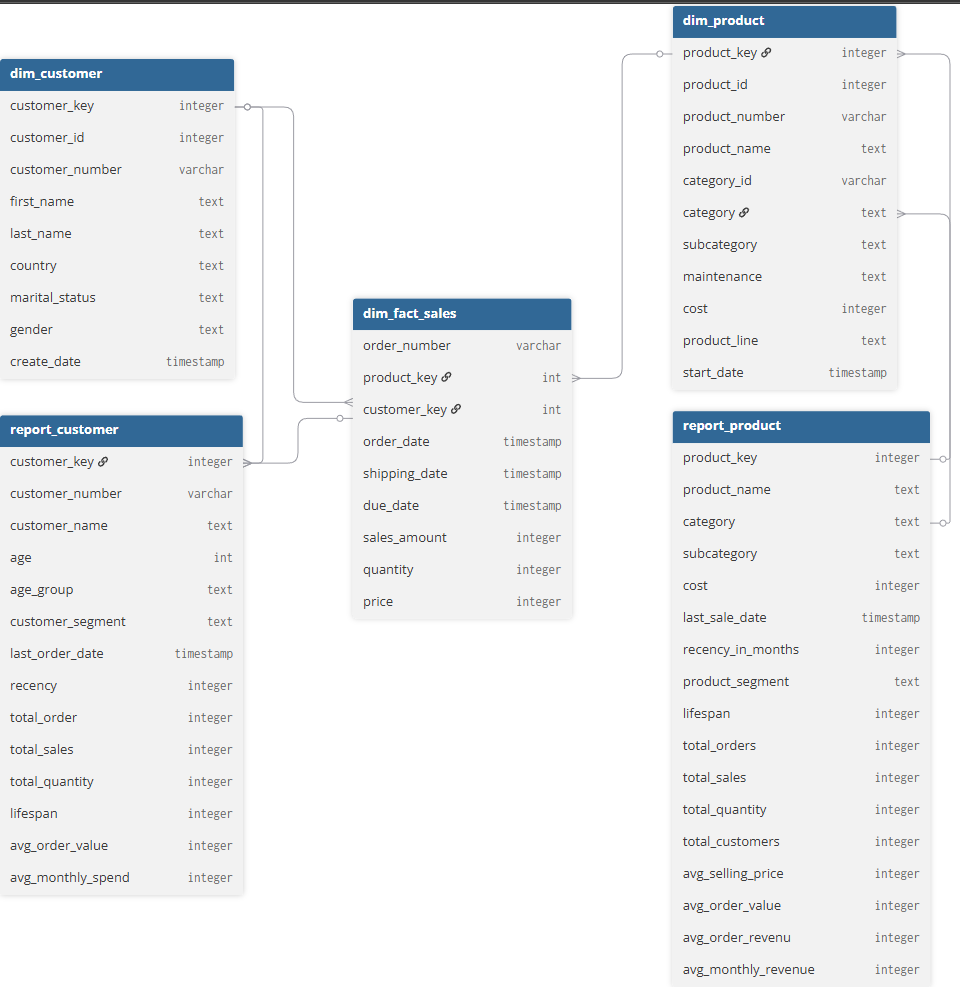 dim_customer
customer_key integer
customer_id integer
customer_number varchar
first_name text
last_name text
country text
marital_status text
gender text
create_date timestamp
report_customer
customer_key integer
customer_number varchar
customer_name text
age int
age_group text
customer_segment text
last_order_date timestamp
recency integer
total_order integer
total_sales integer
total_quantity integer
lifespan integer
avg_order_value integer
avg_monthly_spend integer
dim_fact_sales
order_number varchar
product_key int
customer_key int
order_date timestamp
shipping_date timestamp
due_date timestamp
sales_amount integer
quantity integer
price integer
dim_product
product_key integer
product_id integer
product_number varchar
product_name text
category_id varchar
category text
subcategory text
maintenance text
cost integer
product_line text
start_date timestamp
report_product
product_key integer
product_name text
category text
subcategory text
cost integer
last_sale_date timestamp
recency_in_months integer
product_segment text
lifespan integer
total_orders integer
total_sales integer
total_quantity integer
total_customers integer
avg_selling_price integer
avg_order_value integer
avg_order_revenu integer
avg_monthly_revenue integer